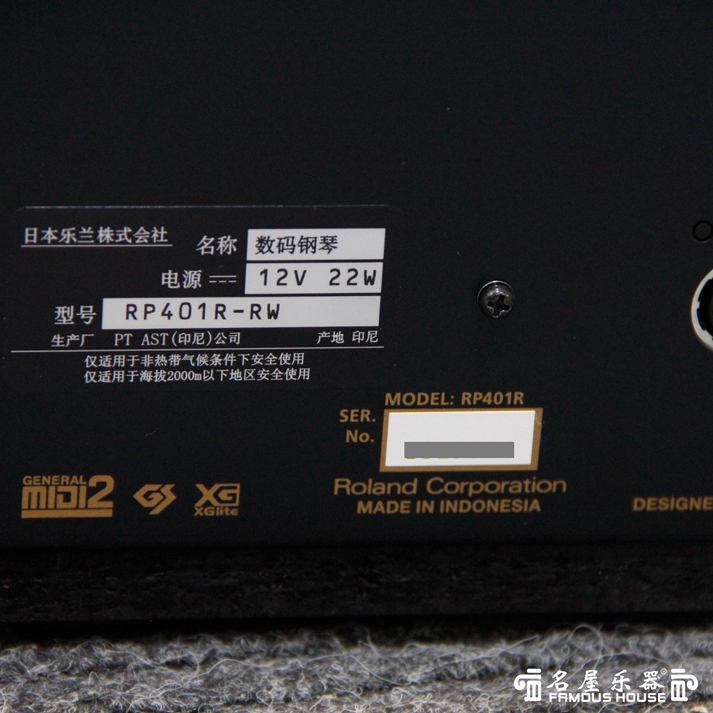 日本乐兰株式会社
名称 数码钢琴
电源 12V 22W
型号 RP401R-RW
生产厂 PT AST(印尼)公司 产地 印尼
仅适用于非热带气候条件下安全使用
仅适用于海拔2000m以下地区安全使用
MODEL: RP401R
SER.
No.
GENERAL
MIDI2
GS
XG
XGlite
Roland Corporation
MADE IN INDONESIA
DESIGNE
名屋乐器®
FAMOUS HOUSE